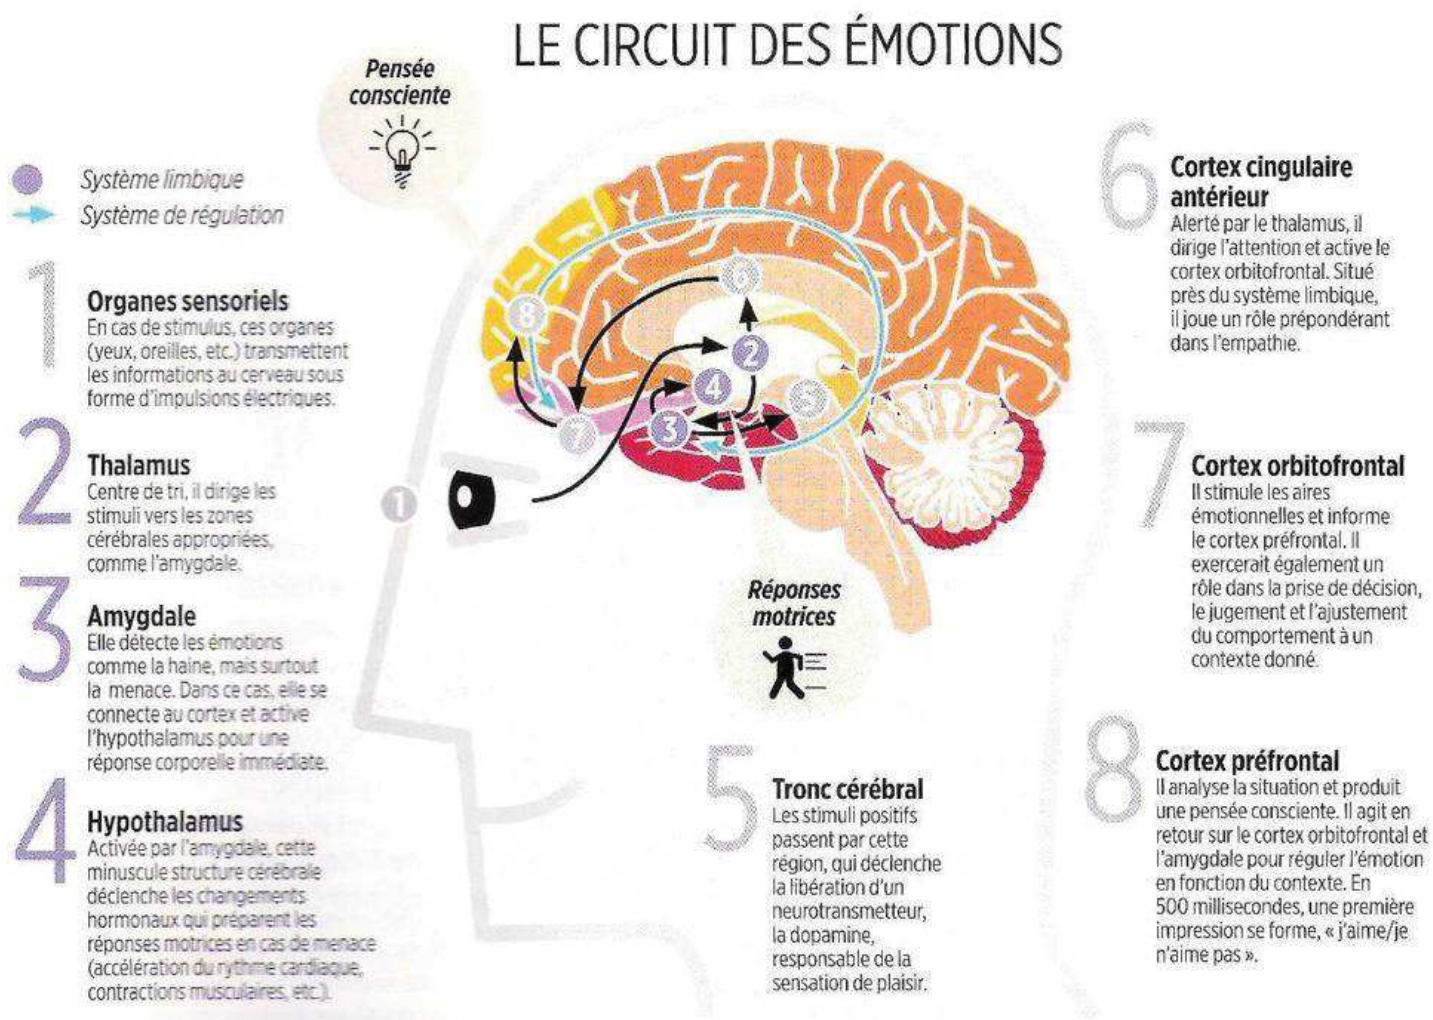 LE CIRCUIT DES ÉMOTIONS
Pensée
consciente
Système limbique
Système de régulation
1
Organes sensoriels
En cas de stimulus, ces organes
(yeux, oreilles, etc.) transmettent
les informations au cerveau sous
forme d'impulsions électriques.
2
Thalamus
Centre de tri, il dirige les
stimuli vers les zones
cérébrales appropriées,
comme l'amygdale.
3
Amygdale
Elle détecte les émotions
comme la haine, mais surtout
la menace. Dans ce cas, elle se
connecte au cortex et active
l'hypothalamus pour une
réponse corporelle immédiate.
4
Hypothalamus
Activée par l'amygdale, cette
minuscule structure cérébrale
déclenche les changements
hormonaux qui préparent les
réponses motrices en cas de menace
(accélération du rythme cardiaque,
contractions musculaires, etc.).
8
6
2
4
5
3
7
1
Réponses
motrices
5
Tronc cérébral
Les stimuli positifs
passent par cette
région, qui déclenche
la libération d'un
neurotransmetteur,
la dopamine,
responsable de la
sensation de plaisir.
6
Cortex cingulaire
antérieur
Alerté par le thalamus, il
dirige l'attention et active le
cortex orbitofrontal. Situé
près du système limbique,
il joue un rôle prépondérant
dans l'empathie.
7
Cortex orbitofrontal
Il stimule les aires
émotionnelles et informe
le cortex préfrontal. Il
exercerait également un
rôle dans la prise de décision,
le jugement et l'ajustement
du comportement à un
contexte donné.
8
Cortex préfrontal
Il analyse la situation et produit
une pensée consciente. Il agit en
retour sur le cortex orbitofrontal et
l'amygdale pour réguler l'émotion
en fonction du contexte. En
500 millisecondes, une première
impression se forme, « j'aime/je
n'aime pas ».